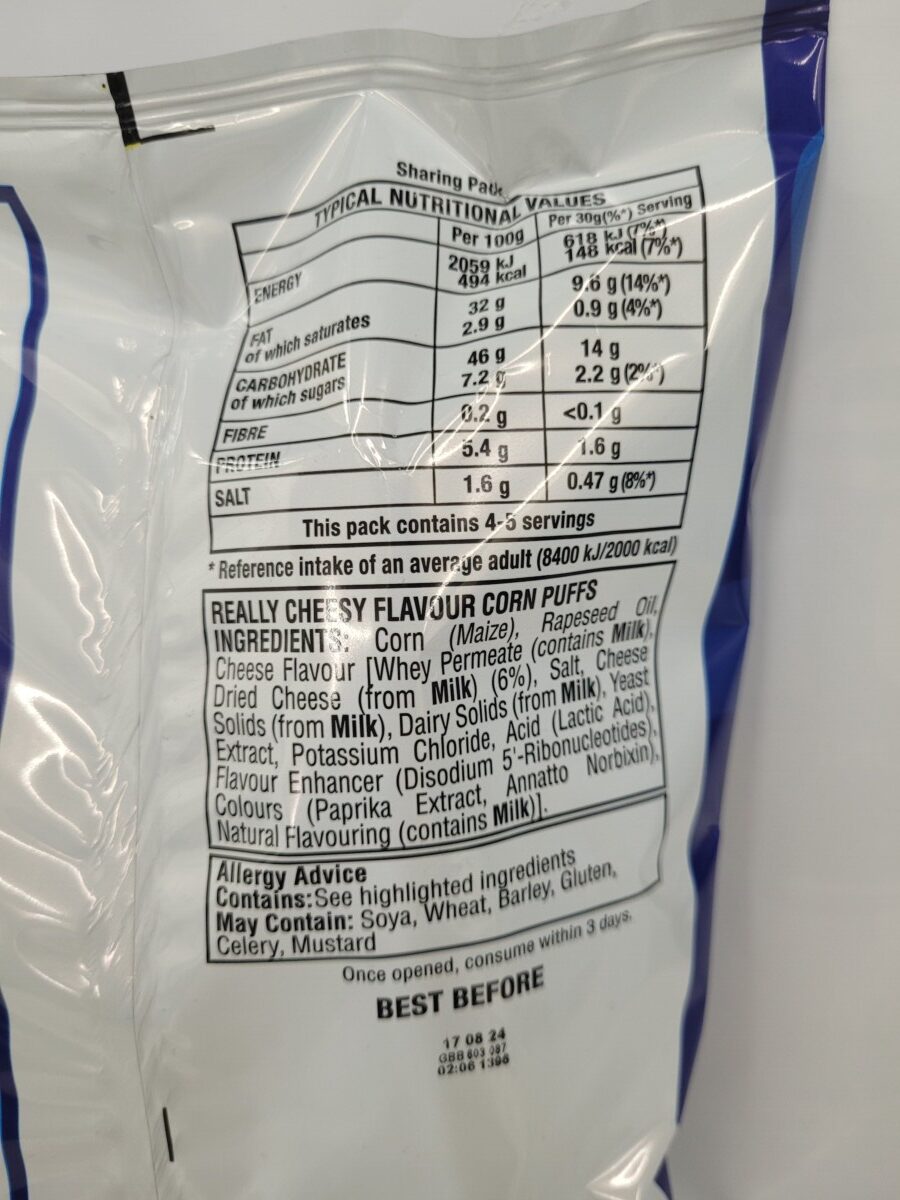 Sharing Pack
TYPICAL NUTRITIONAL VALUES
Per 100g Per 30g(%*) Serving
ENERGY 2059 kJ 618 kJ (7%*)
494 kcal 148 kcal (7%*)
FAT 32 g 9.6 g (14%*)
of which saturates 2.9 g 0.9 g (4%*)
CARBOHYDRATE 46 g 14 g
of which sugars 7.2 g 2.2 g (2%*)
FIBRE 0.2 g <0.1 g
PROTEIN 5.4 g 1.6 g
SALT 1.6 g 0.47 g (8%*)
This pack contains 4-5 servings
* Reference intake of an average adult (8400 kJ/2000 kcal)
REALLY CHEESY FLAVOUR CORN PUFFS
INGREDIENTS: Corn (Maize), Rapeseed Oil,
Cheese Flavour [Whey Permeate (contains Milk),
Dried Cheese (from Milk) (6%), Salt, Cheese
Solids (from Milk), Dairy Solids (from Milk), Yeast
Extract, Potassium Chloride, Acid (Lactic Acid),
Flavour Enhancer (Disodium 5'-Ribonucleotides),
Colours (Paprika Extract, Annatto Norbixin),
Natural Flavouring (contains Milk)].
Allergy Advice
Contains:See highlighted ingredients
May Contain: Soya, Wheat, Barley, Gluten,
Celery, Mustard
Once opened, consume within 3 days.
BEST BEFORE
17 08 24
GBB 603 087
02:06 1396